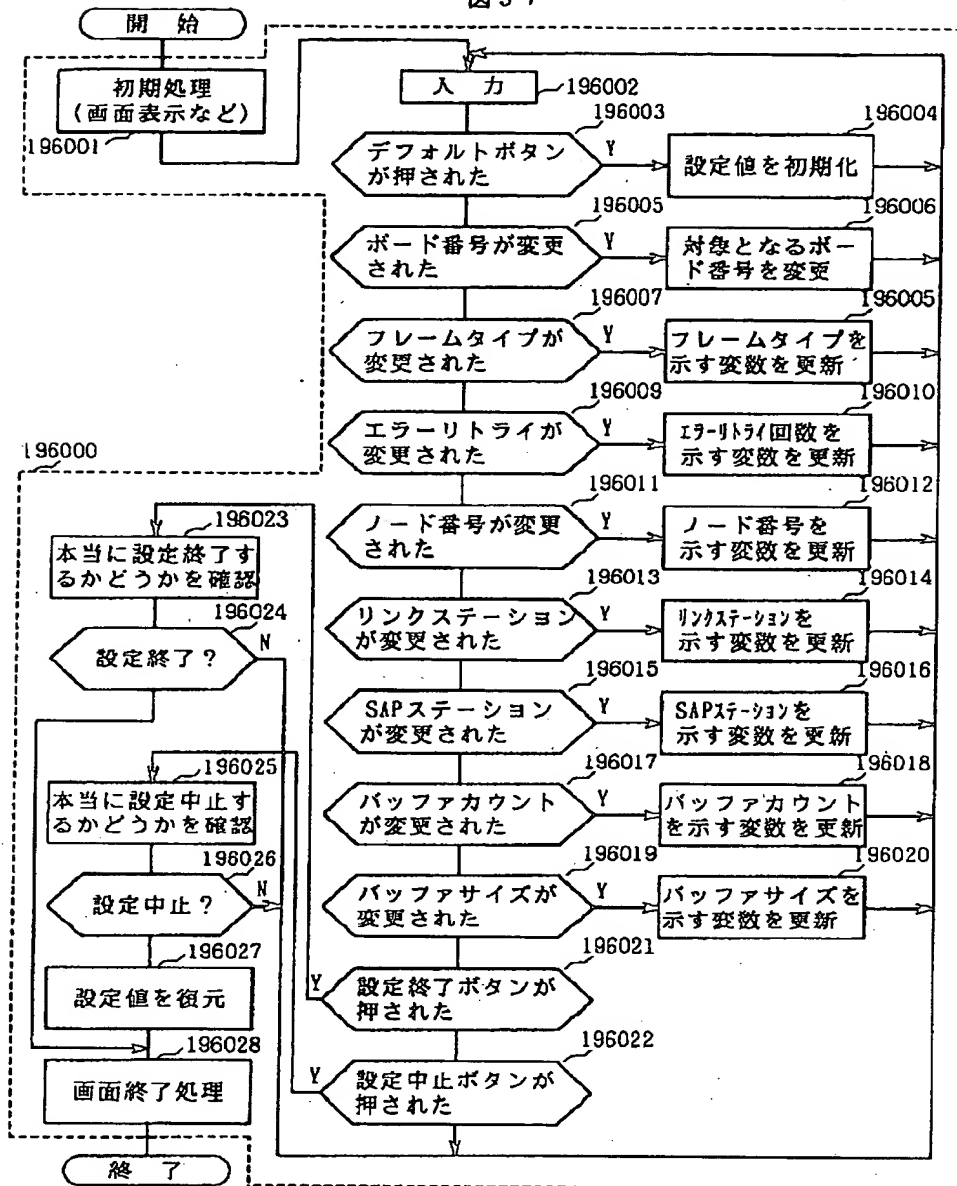 開 始
初期処理
(画面表示など)
196001
入 力
196002
196003
デフォルトボタン
が押された
Y
196004
設定値を初期化
196005
ボード番号が変更
された
Y
196006
対象となるボー
ド番号を変更
196007
フレームタイプが
変更された
Y
196005
フレームタイプを
示す変数を更新
196009
エラーリトライが
変更された
Y
196010
エラーリトライ回数を
示す変数を更新
196011
ノード番号が変更
された
Y
196012
ノード番号を
示す変数を更新
196013
リンクステーション
が変更された
Y
196014
リンクステーションを
示す変数を更新
196015
SAPステーション
が変更された
Y
196016
SAPステーションを
示す変数を更新
196017
バッファカウント
が変更された
Y
196018
バッファカウント
を示す変数を更新
196019
バッファサイズが
変更された
Y
196020
バッファサイズを
示す変数を更新
196021
設定終了ボタンが
押された
Y
196022
設定中止ボタンが
押された
Y
196000
196023
本当に設定終了す
るかどうかを確認
196024
設定終了?
N
196025
本当に設定中止す
るかどうかを確認
196026
設定中止?
N
196027
設定値を復元
196028
画面終了処理
終 了